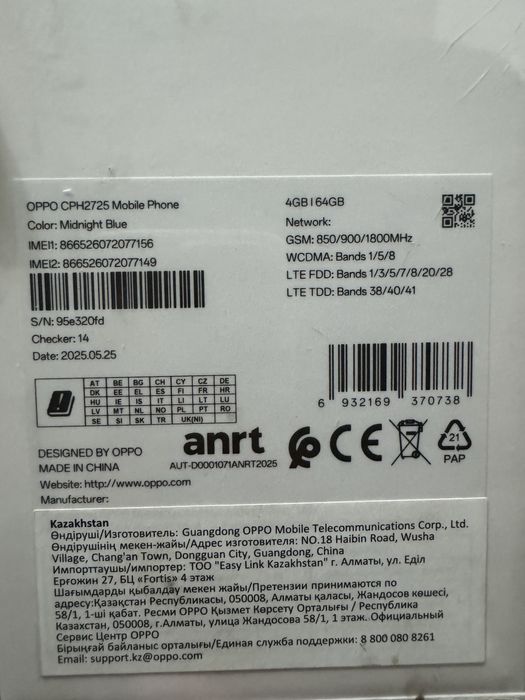 OPPO CPH2725 Mobile Phone
Color: Midnight Blue
IMEI1: 866526072077156
IMEI2: 866526072077149
S/N: 95e320fd
Checker: 14
Date: 2025.05.25
4GB | 64GB
Network:
GSM: 850/900/1800MHz
WCDMA: Bands 1/5/8
LTE FDD: Bands 1/3/5/7/8/20/28
LTE TDD: Bands 38/40/41
6 932169 370738
AT BE BG CH CY CZ DE
DK EE EL ES FI FR HR
HU IE IS IT LI LT LU
LV MT NL NO PL PT RO
SE SI SK TR UK(NI)
DESIGNED BY OPPO
MADE IN CHINA
anrt
AUT-D0001071ANRT2025
CE
21
PAP
Website: http://www.oppo.com
Manufacturer:
Kazakhstan
Өндіруші/Изготовитель: Guangdong OPPO Mobile Telecommunications Corp., Ltd.
Өндірушінің мекен-жайы/Адрес изготовителя: NO.18 Haibin Road, Wusha
Village, Chang'an Town, Dongguan City, Guangdong, China
Импорттаушы/импортер: ТОО "Easy Link Kazakhstan" г. Алматы, ул. Еділ
Ергожин 27, БЦ «Fortis» 4 этаж
Шағымдарды қабылдау мекен жайы/Претензии принимаются по
адресу:Қазақстан Республикасы, 050008, Алматы қаласы, Жандосов көшесі,
58/1, 1-ші қабат. Ресми OPPO Қызмет Көрсету Орталығы / Республика
Казахстан, 050008, г.Алматы, улица Жандосова 58/1, 1 этаж.Официальный
Сервис Центр OPPO
Бірыңғай байланыс орталығы/Единая служба поддержки: 8 800 080 8261
Email: support.kz@oppo.com